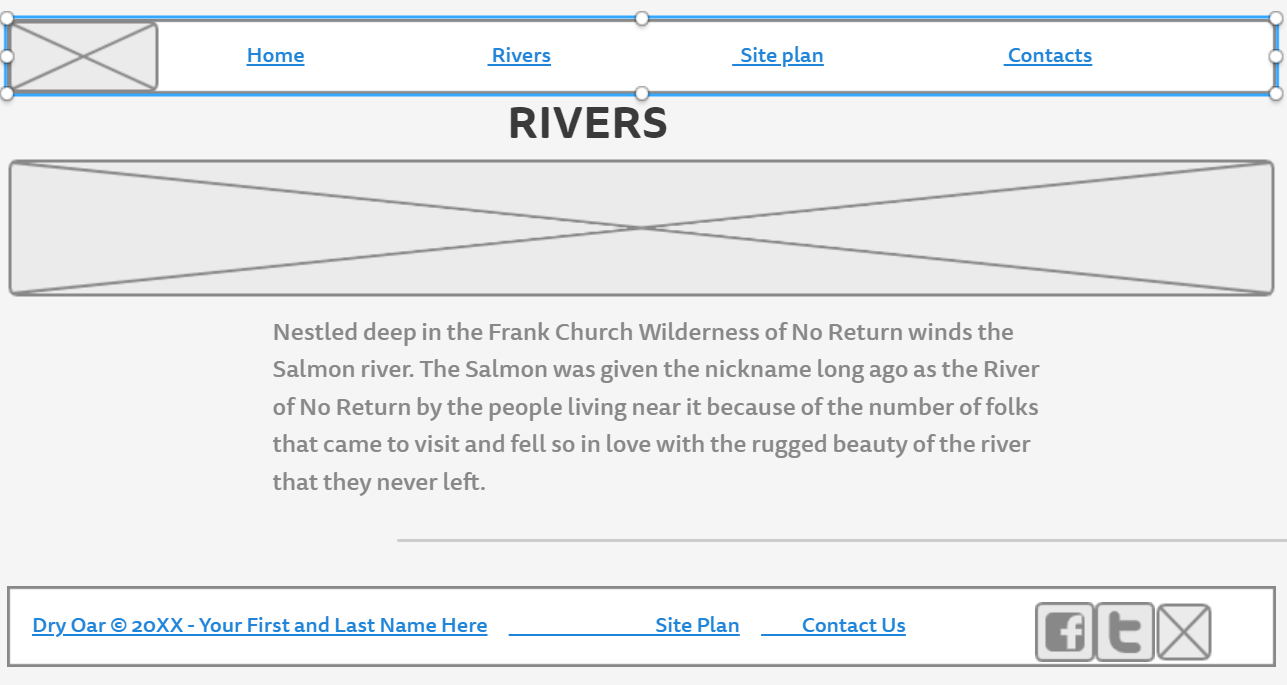 Home Rivers Site plan Contacts
RIVERS
Nestled deep in the Frank Church Wilderness of No Return winds the
Salmon river. The Salmon was given the nickname long ago as the River
of No Return by the people living near it because of the number of folks
that came to visit and fell so in love with the rugged beauty of the river
that they never left.
Dry Oar © 20XX - Your First and Last Name Here Site Plan Contact Us